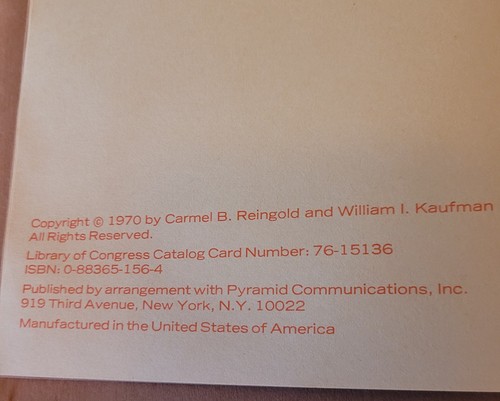 Copyright © 1970 by Carmel B. Reingold and William I. Kaufman
All Rights Reserved.
Library of Congress Catalog Card Number: 76-15136
ISBN: 0-88365-156-4
Published by arrangement with Pyramid Communications, Inc.
919 Third Avenue, New York, N.Y. 10022
Manufactured in the United States of America